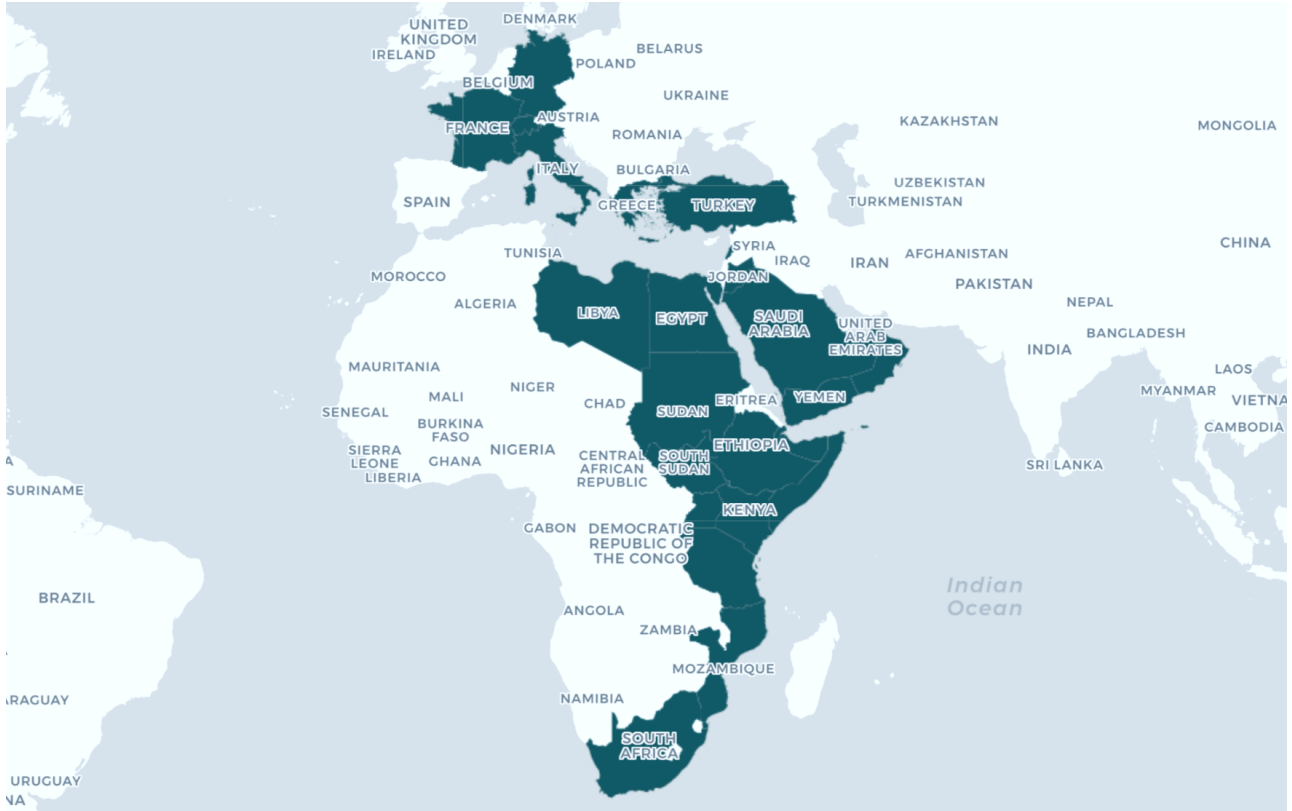 DENMARK
UNITED
KINGDOM
IRELAND
BELARUS
POLAND
BELGIUM
UKRAINE
AUSTRIA
FRANCE
KAZAKHSTAN
MONGOLIA
ROMANIA
ITALY
BULGARIA
UZBEKISTAN
SPAIN
GREECE
TURKEY
TURKMENISTAN
CHINA
TUNISIA
SYRIA
IRAQ
IRAN
AFGHANISTAN
MOROCCO
JORDAN
PAKISTAN
ALGERIA
NEPAL
LIBYA
EGYPT
SAUDI
ARABIA
UNITED
ARAB
EMIRATES
BANGLADESH
INDIA
MAURITANIA
LAOS
NIGER
MYANMAR
MALI
CHAD
ERITREA
YEMEN
VIETNA
SENEGAL
SUDAN
BURKINA
FASO
CAMBODIA
ETHIOPIA
SIERRA
LEONE
GHANA
NIGERIA
CENTRAL
AFRICAN
REPUBLIC
SOUTH
SUDAN
SRI LANKA
LIBERIA
A
SURINAME
KENYA
GABON
DEMOCRATIC
REPUBLIC OF
THE CONGO
Indian
Ocean
BRAZIL
ANGOLA
ZAMBIA
MOZAMBIQUE
ARAGUAY
NAMIBIA
SOUTH
AFRICA
URUGUAY
NA